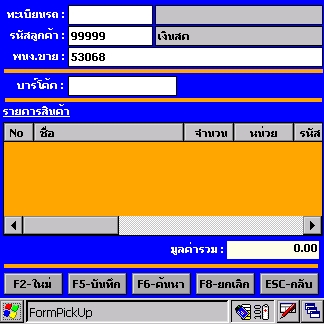 ทะเบียนรถ :
รหัสลูกค้า : 99999 เงินสด
พนง.ขาย : 53068
บาร์โค้ด :
รายการสินค้า
No ชื่อ จำนวน หน่วย รหัส
มูลค่ารวม : 0.00
F2-ใหม่ F5-บันทึก F6-ค้นหา F8-ยกเลิก ESC-กลับ
FormPickUp